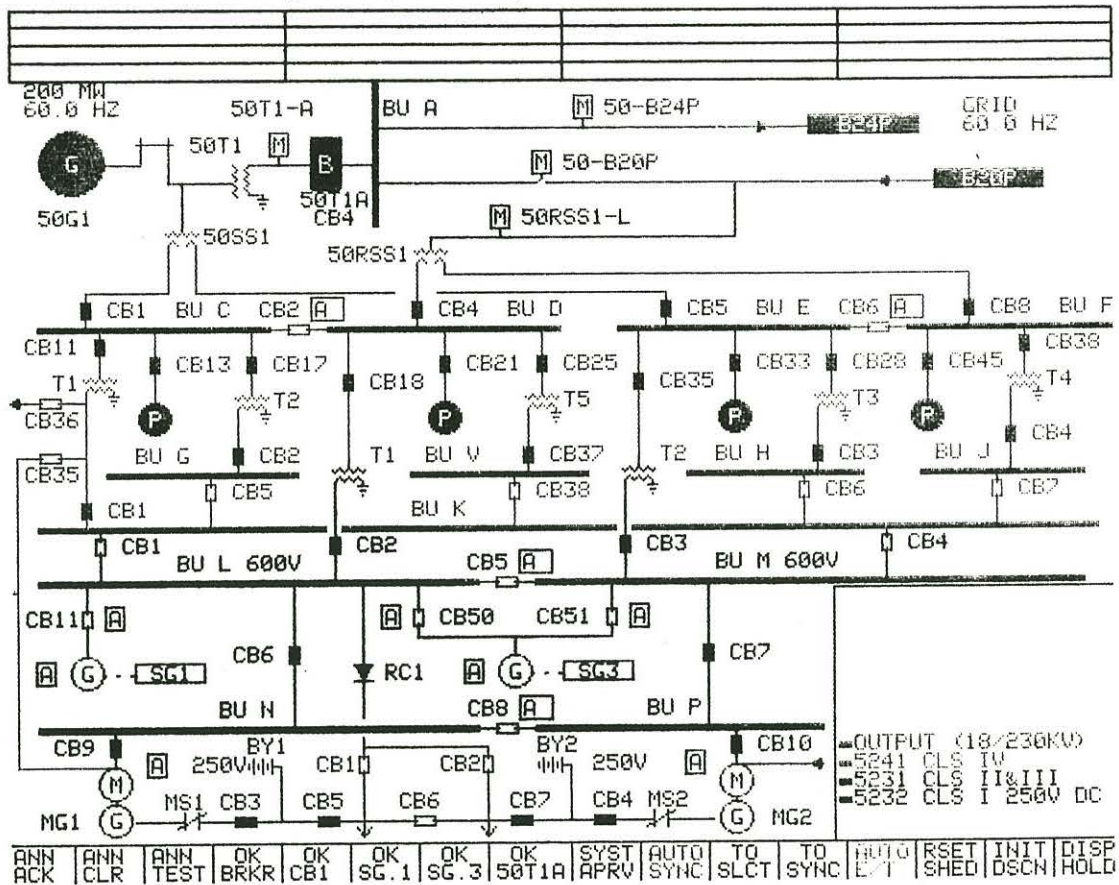 200 MW
60.0 HZ
50T1-A
BU A
50-B24P
B24P
GRID
60.0 HZ
50T1
M
M
G
B
50-B20P
M
B20P
50G1
50T1A
CB4
M
50RSS1-L
50SS1
50RSS1
CB1 BU C CB2 A CB4 BU D CB5 BU E CB6 A CB8 BU F
CB11 CB13 CB17 CB18 CB21 CB25 CB35 CB33 CB28 CB45 CB38
T1 T2 T5 T3 T4
P P P P
CB36
CB35
BU G CB2 T1 BU V CB37 T2 BU H CB3 BU J CB4
CB5 CB38 CB6 CB7
CB1 BU K
CB1 CB2 CB3 CB4
BU L 600V CB5 A BU M 600V
CB11 A A CB50 CB51 A
CB6 CB7
A G SG1 RC1 A G SG3
BU N CB8 A BU P
CB9 BY1 BY2 CB10
M A 250V CB1 CB2 250V A M
OUTPUT (18/230KV)
5241 CLS IV
5231 CLS II&III
5232 CLS I 250V DC
MS1 CB3 CB5 CB6 CB7 CB4 MS2
MG1 G G MG2
ANN ANN ANN OK OK OK OK OK SYST AUTO TO TO AUTO RSET INIT DISP
ACK CLR TEST BRKR CB1 SG.1 SG.3 50T1A APRV SYNC SLCT SYNC SHED DSCN HOLD